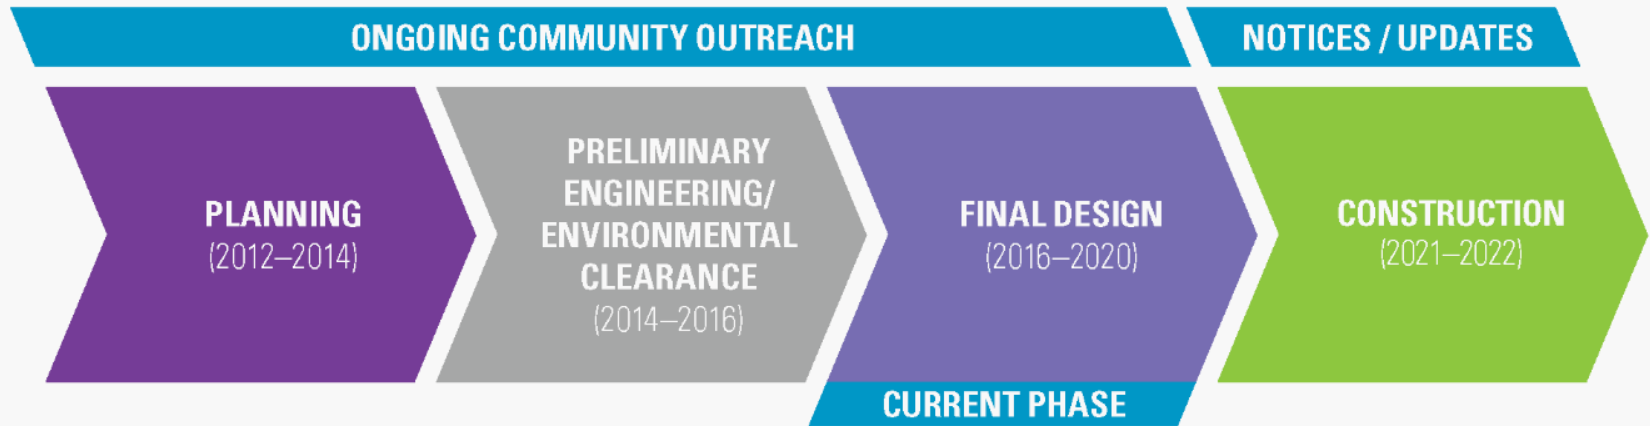 ONGOING COMMUNITY OUTREACH
NOTICES / UPDATES
PLANNING
(2012–2014)
PRELIMINARY
ENGINEERING/
ENVIRONMENTAL
CLEARANCE
(2014–2016)
FINAL DESIGN
(2016–2020)
CONSTRUCTION
(2021–2022)
CURRENT PHASE